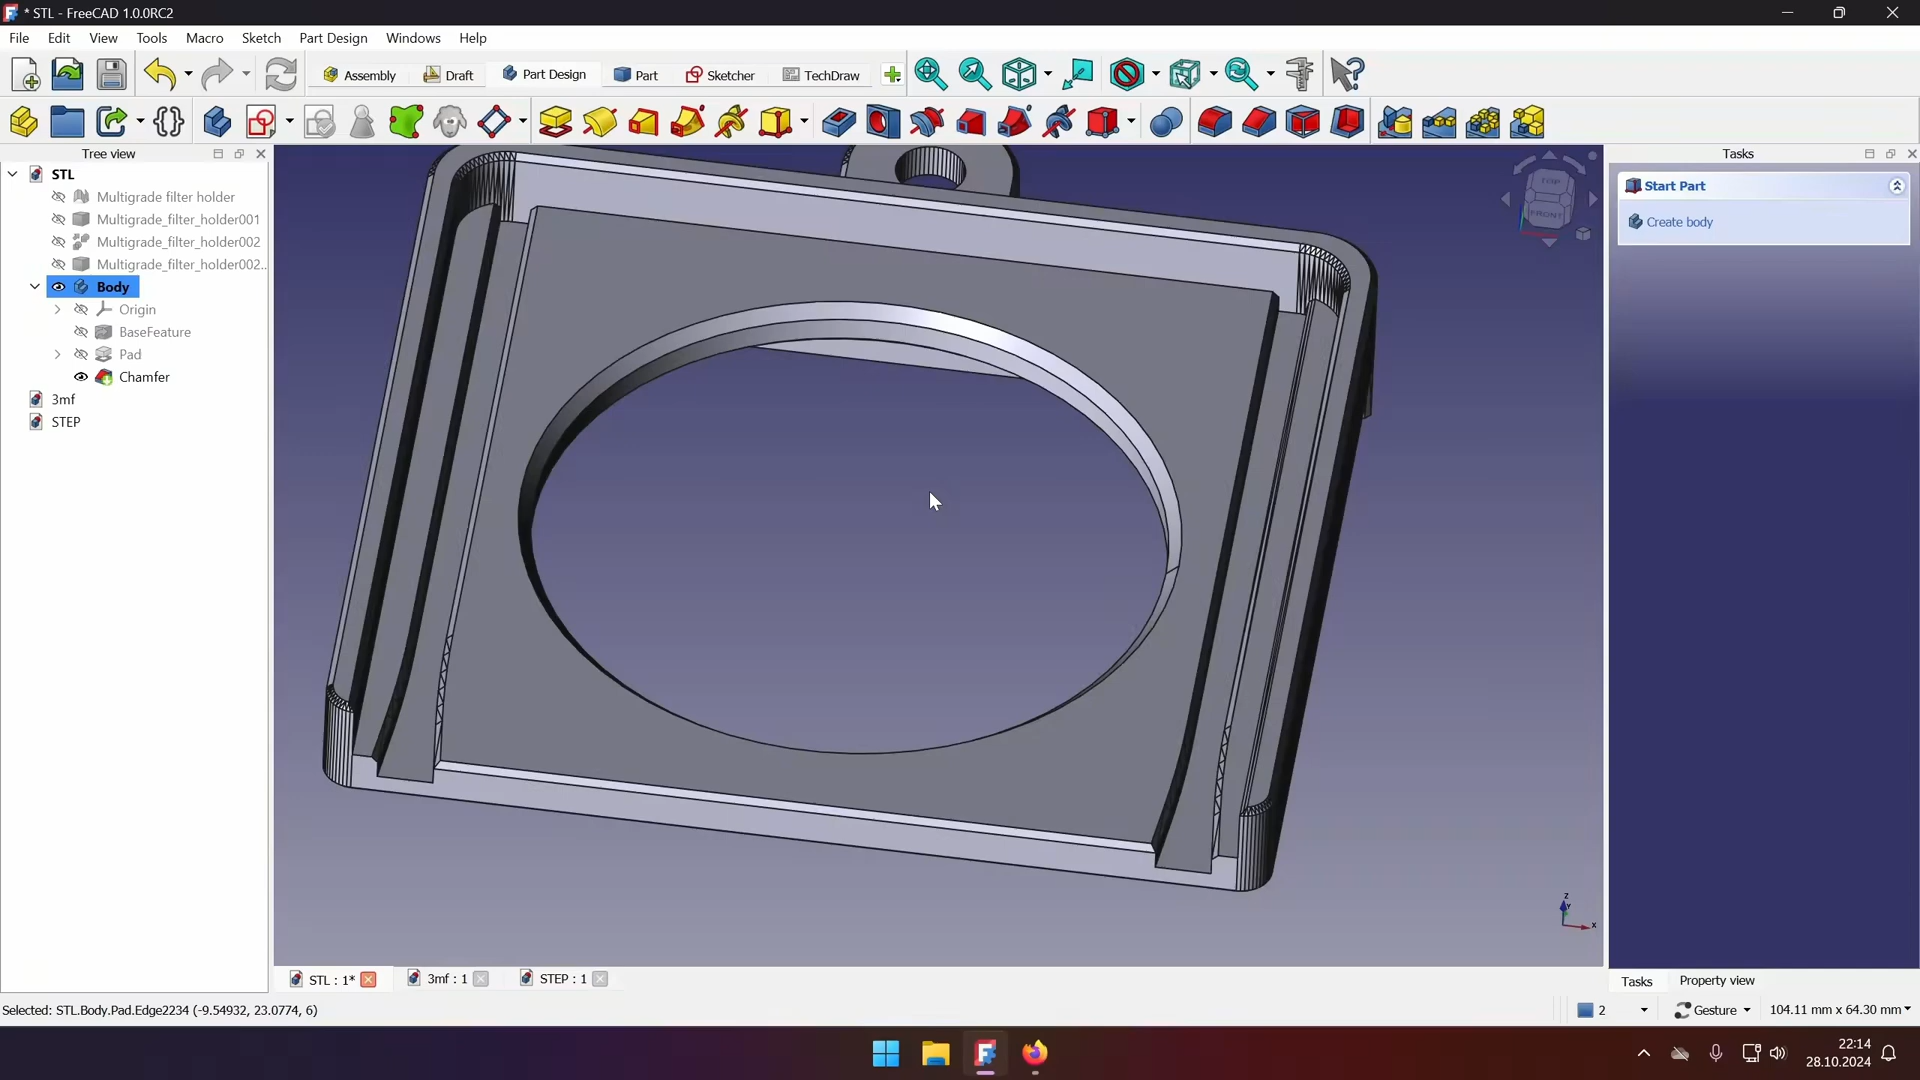 * STL - FreeCAD 1.0.0RC2
File Edit View Tools Macro Sketch Part Design Windows Help
Assembly Draft Part Design Part Sketcher TechDraw
Tree view
Tasks
STL
Multigrade filter holder
Multigrade_filter_holder001
Multigrade_filter_holder002
Multigrade_filter_holder002...
Body
Origin
BaseFeature
Pad
Chamfer
3mf
STEP
Start Part
Create body
TOP
FRONT
Z
Y
X
STL : 1*
3mf : 1
STEP : 1
Tasks
Property view
Selected: STL.Body.Pad.Edge2234 (-9.54932, 23.0774, 6)
2
Gesture
104.11 mm x 64.30 mm
22:14
28.10.2024